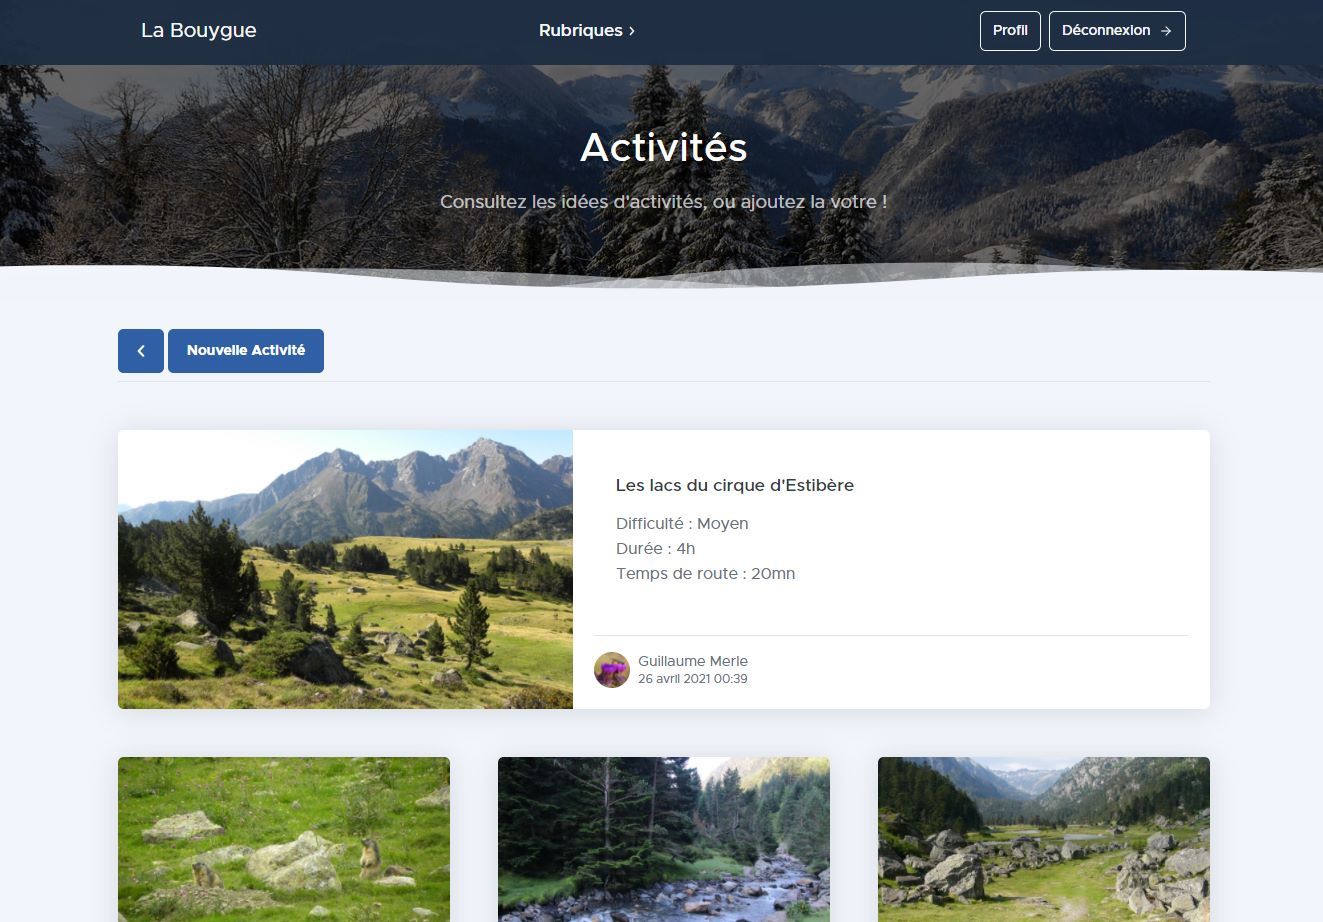 La Bouygue
Rubriques
Profil
Déconnexion
Activités
Consultez les idées d'activités, ou ajoutez la votre !
Nouvelle Activité
Les lacs du cirque d'Estibère
Difficulté : Moyen
Durée : 4h
Temps de route : 20mn
Guillaume Merle
26 avril 2021 00:39